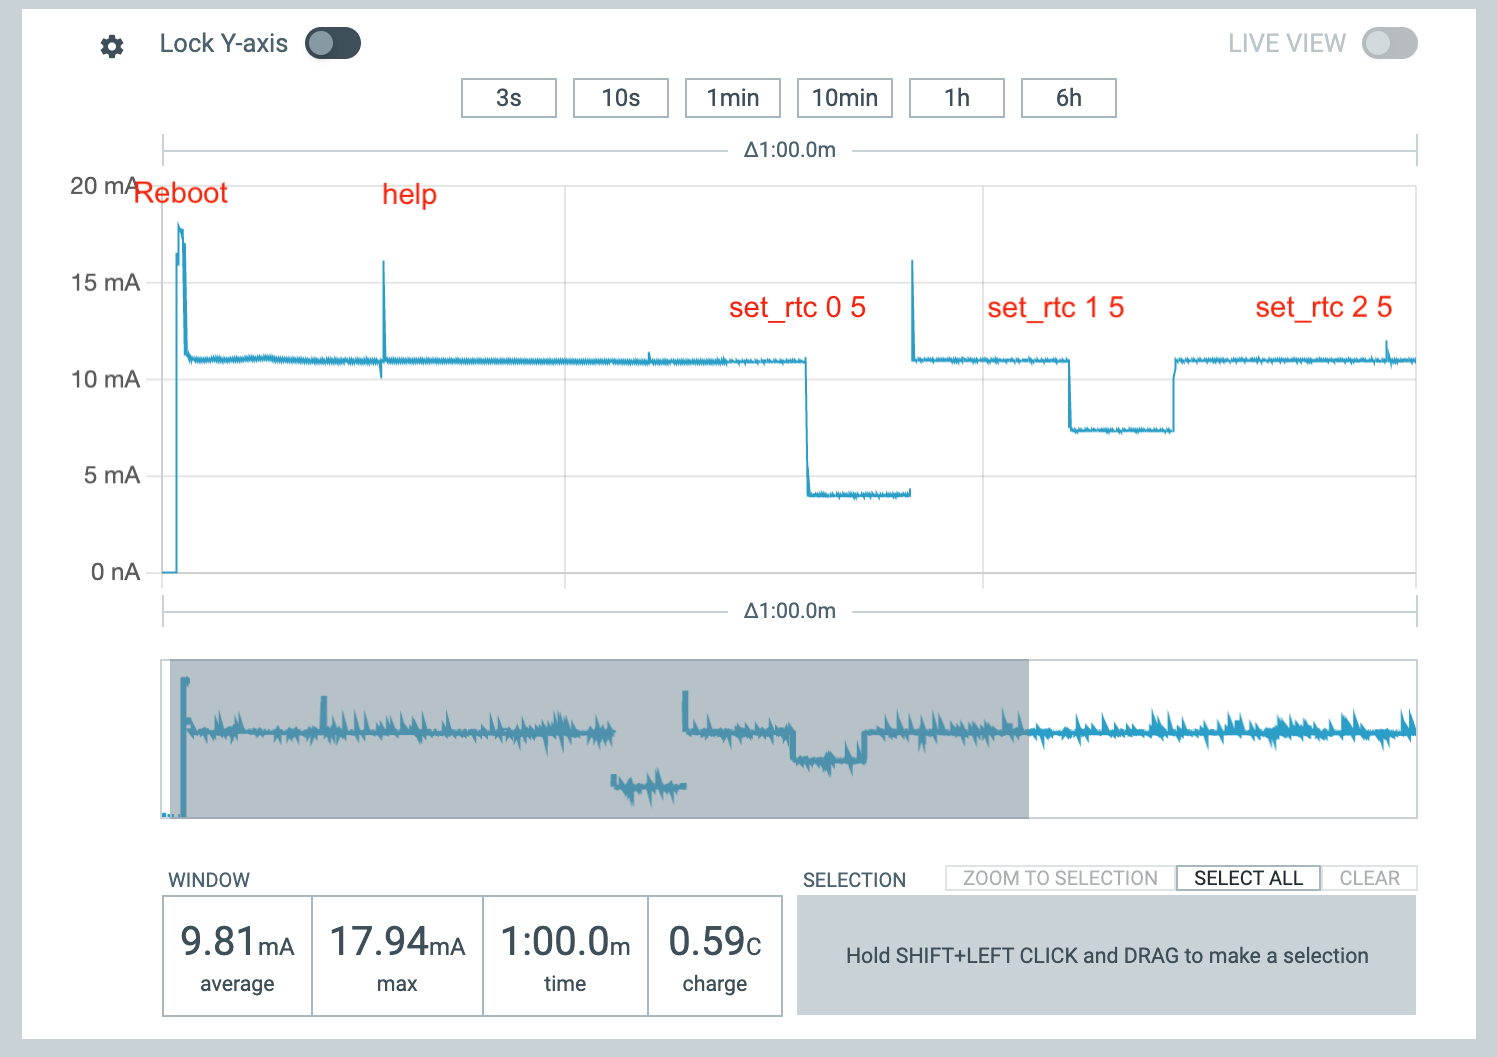 Lock Y-axis
LIVE VIEW
3s 10s 1min 10min 1h 6h
Δ1:00.0m
20 mA
Reboot help
15 mA
set_rtc 0 5 set_rtc 1 5 set_rtc 2 5
10 mA
5 mA
0 nA
Δ1:00.0m
WINDOW
9.81mA 17.94mA 1:00.0m 0.59C
average max time charge
SELECTION ZOOM TO SELECTION SELECT ALL CLEAR
Hold SHIFT+LEFT CLICK and DRAG to make a selection